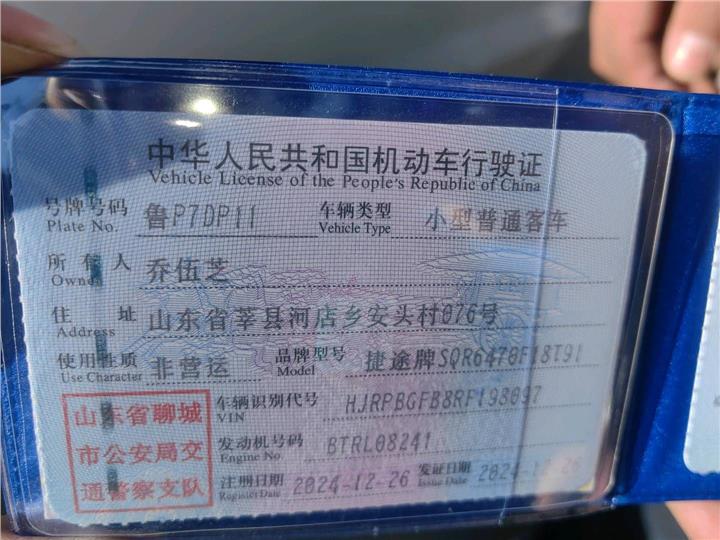 中华人民共和国机动车行驶证
Vehicle License of the People's Republic of China
号牌号码 鲁P7DP11 车辆类型 小型普通客车
Plate No. Vehicle Type
所有人 乔伍芝
Owner
住址 山东省莘县河店乡安头村076号
Address
使用性质 非营运 品牌型号 捷途牌SQR6470F18T91
Use Character Model
山东省聊城
市公安局交
通警察支队
车辆识别代号 HJRPBGFB8RF198097
VIN
发动机号码 BTRL08241
Engine No.
注册日期 2024-12-26 发证日期 2024-12-26
Register Date Issue Date